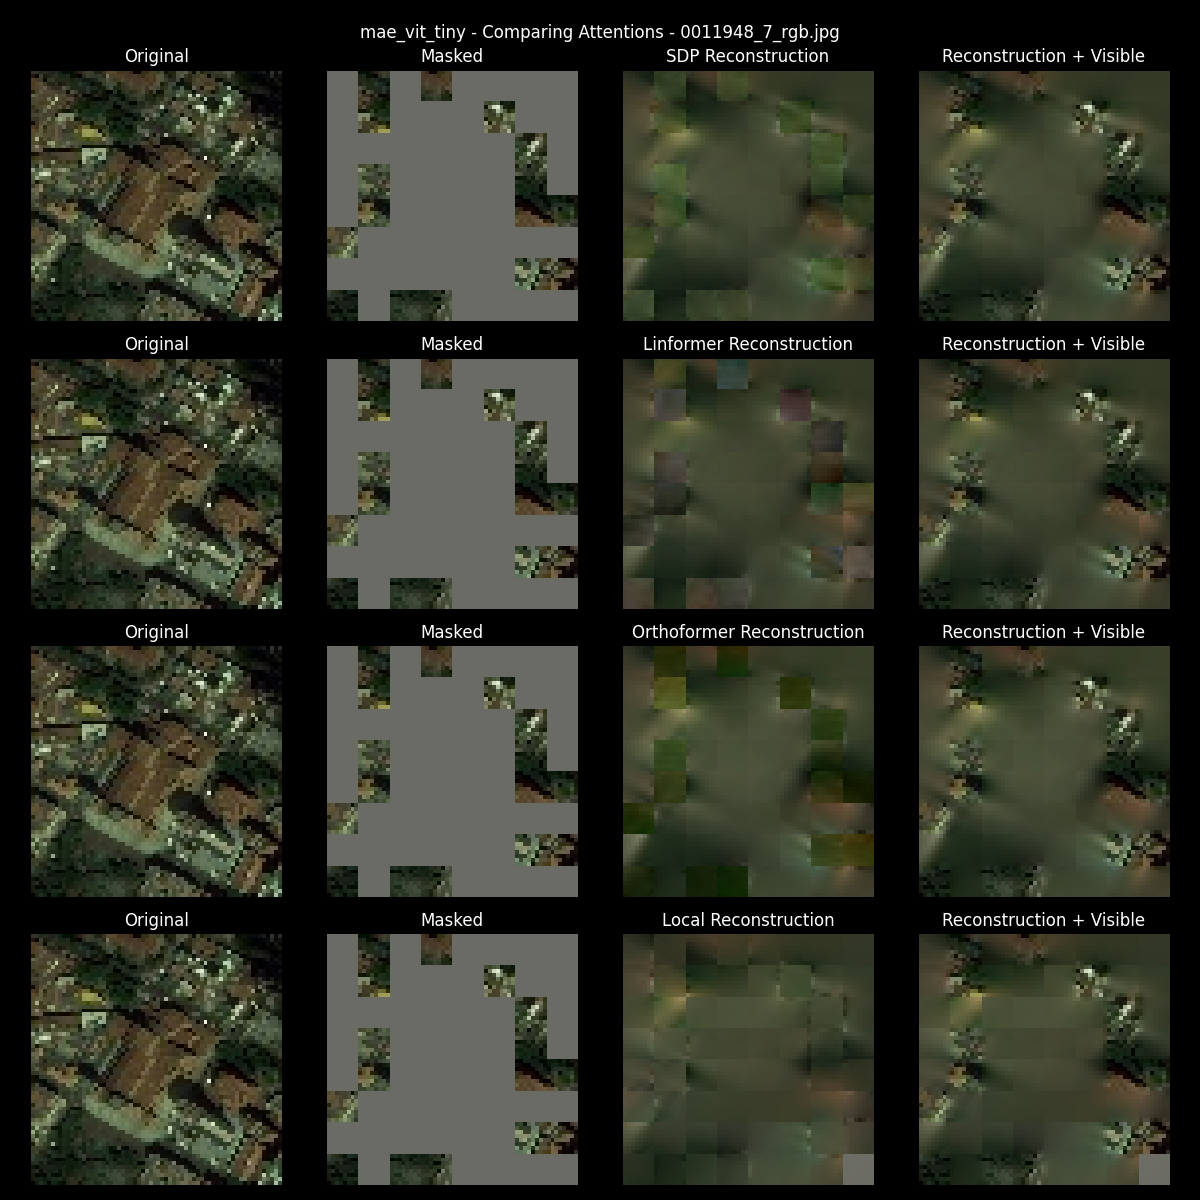 mae_vit_tiny - Comparing Attentions - 0011948_7_rgb.jpg
Original Masked SDP Reconstruction Reconstruction + Visible
Original Masked Linformer Reconstruction Reconstruction + Visible
Original Masked Orthoformer Reconstruction Reconstruction + Visible
Original Masked Local Reconstruction Reconstruction + Visible